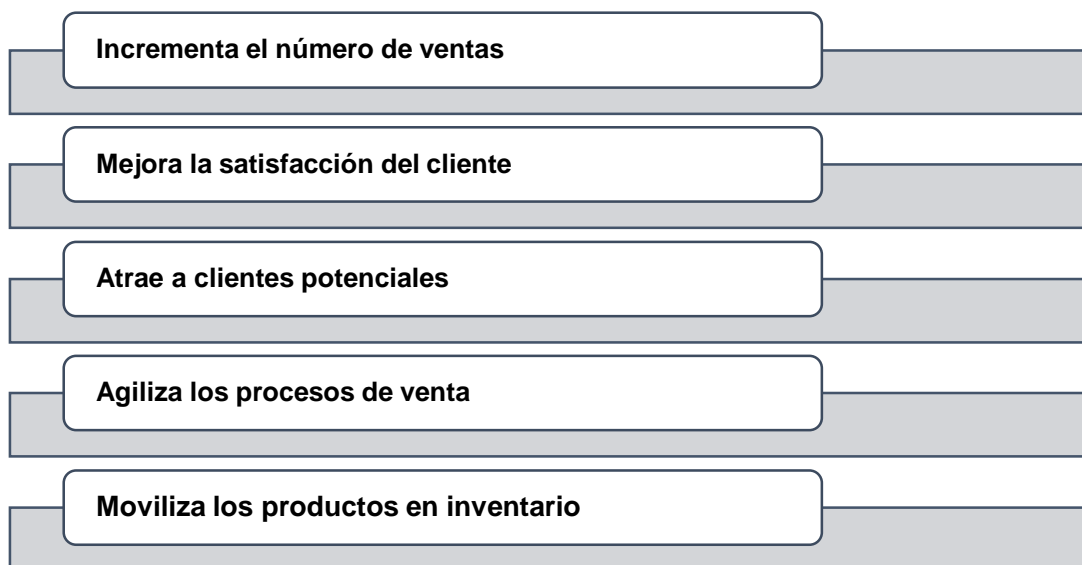 Incrementa el número de ventas
Mejora la satisfacción del cliente
Atrae a clientes potenciales
Agiliza los procesos de venta
Moviliza los productos en inventario